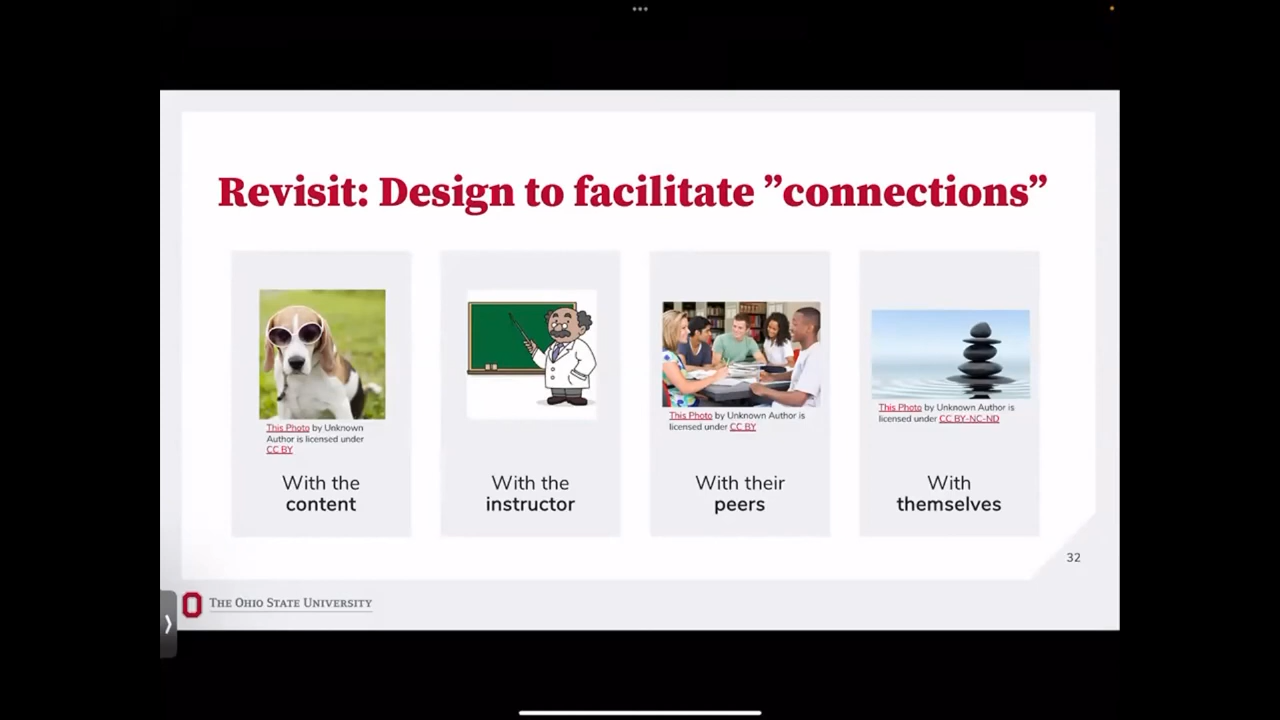 Revisit: Design to facilitate ”connections”
This Photo by Unknown
Author is licensed under
CC BY
With the
content
With the
instructor
This Photo by Unknown Author is
licensed under CC BY
With their
peers
This Photo by Unknown Author is
licensed under CC BY-NC-ND
With
themselves
32
THE OHIO STATE UNIVERSITY